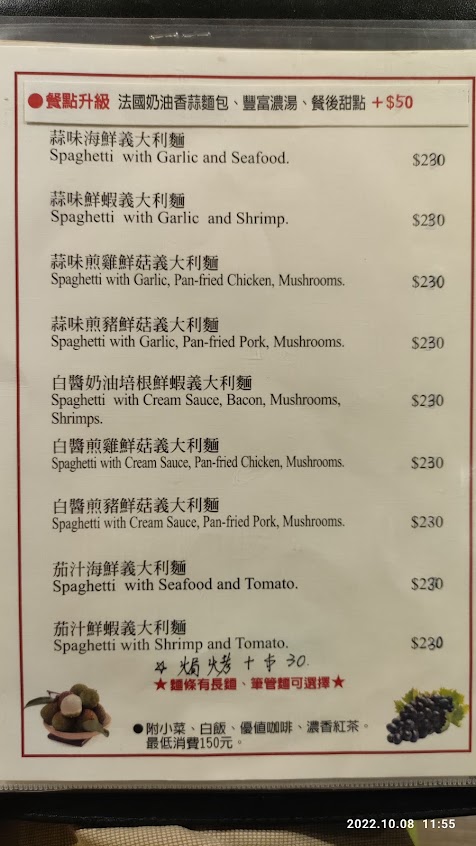 ●餐點升級 法國奶油香蒜麵包、豐富濃湯、餐後甜點 +$50
蒜味海鮮義大利麵
Spaghetti with Garlic and Seafood. $230
蒜味鮮蝦義大利麵
Spaghetti with Garlic and Shrimp. $230
蒜味煎雞鮮菇義大利麵
Spaghetti with Garlic, Pan-fried Chicken, Mushrooms. $230
蒜味煎豬鮮菇義大利麵
Spaghetti with Garlic, Pan-fried Pork, Mushrooms. $230
白醬奶油培根鮮蝦義大利麵
Spaghetti with Cream Sauce, Bacon, Mushrooms, $230
Shrimps.
白醬煎雞鮮菇義大利麵
Spaghetti with Cream Sauce, Pan-fried Chicken, Mushrooms. $230
白醬煎豬鮮菇義大利麵
Spaghetti with Cream Sauce, Pan-fried Pork, Mushrooms. $230
茄汁海鮮義大利麵
Spaghetti with Seafood and Tomato. $230
茄汁鮮蝦義大利麵
Spaghetti with Shrimp and Tomato. $230
☆ 焗烤 + $ 30.
★麵條有長麵、筆管麵可選擇★
●附小菜、白飯、優值咖啡、濃香紅茶。
最低消費150元。
2022.10.08 11:55